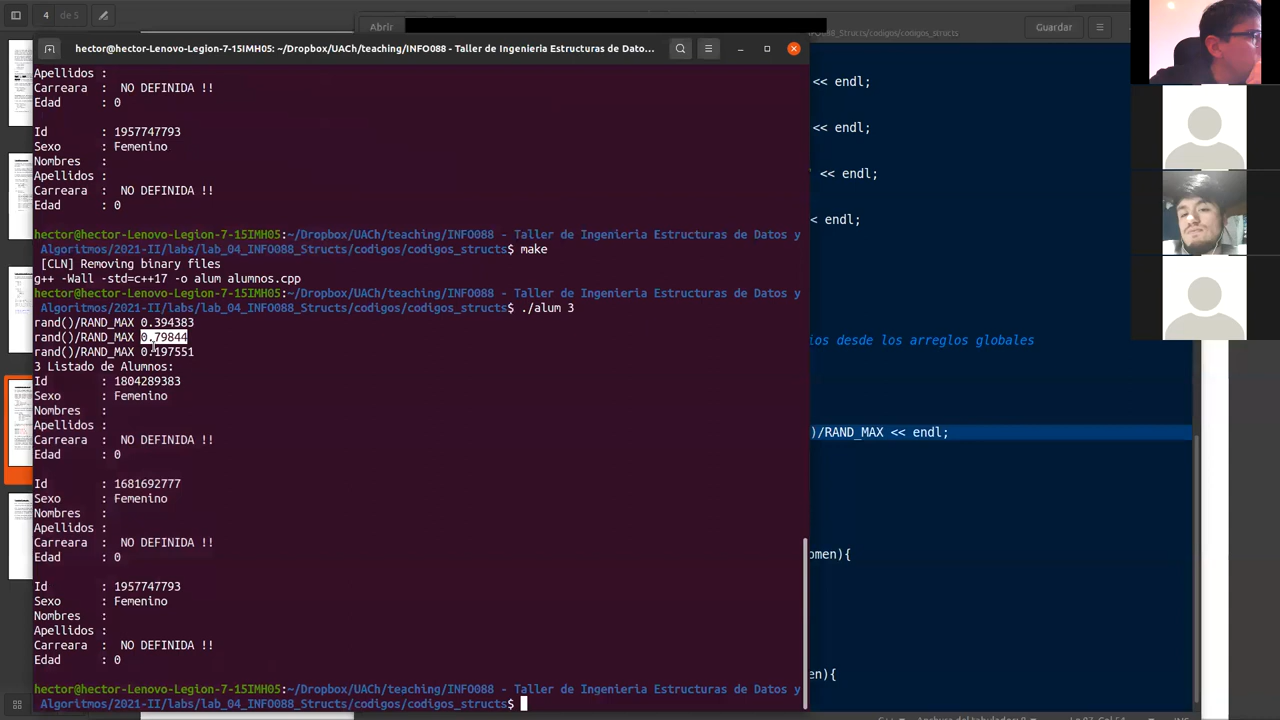 4 de 5
Abrir
Guardar
hector@hector-Lenovo-Legion-7-15IMH05: ~/Dropbox/UACh/teaching/INFO088 - Taller de Ingenieria Estructuras de Dato...
88_Structs/codigos/codigos_structs
Apellidos :
Carreara : NO DEFINIDA !!
Edad : 0
Id : 1957747793
Sexo : Femenino
Nombres :
Apellidos :
Carreara : NO DEFINIDA !!
Edad : 0
hector@hector-Lenovo-Legion-7-15IMH05:~/Dropbox/UACh/teaching/INFO088 - Taller de Ingenieria Estructuras de Datos y
Algoritmos/2021-II/labs/lab_04_INFO088_Structs/codigos/codigos_structs$ make
[CLN] Removing binary files
g++ -Wall -std=c++17 -o alum alumnos.cpp
hector@hector-Lenovo-Legion-7-15IMH05:~/Dropbox/UACh/teaching/INFO088 - Taller de Ingenieria Estructuras de Datos y
Algoritmos/2021-II/labs/lab_04_INFO088_Structs/codigos/codigos_structs$ ./alum 3
rand()/RAND_MAX 0.39438
rand()/RAND_MAX 0.79844
rand()/RAND_MAX 0.197551
3 Listado de Alumnos:
Id : 1804289383
Sexo : Femenino
Nombres :
Apellidos :
Carreara : NO DEFINIDA !!
Edad : 0
Id : 1681692777
Sexo : Femenino
Nombres :
Apellidos :
Carreara : NO DEFINIDA !!
Edad : 0
Id : 1957747793
Sexo : Femenino
Nombres :
Apellidos :
Carreara : NO DEFINIDA !!
Edad : 0
hector@hector-Lenovo-Legion-7-15IMH05:~/Dropbox/UACh/teaching/INFO088 - Taller de Ingenieria Estructuras de Datos y
Algoritmos/2021-II/labs/lab_04_INFO088_Structs/codigos/codigos_structs$
<< endl;
<< endl;
<< endl;
< endl;
ios desde los arreglos globales
)/RAND_MAX << endl;
omen){
en){